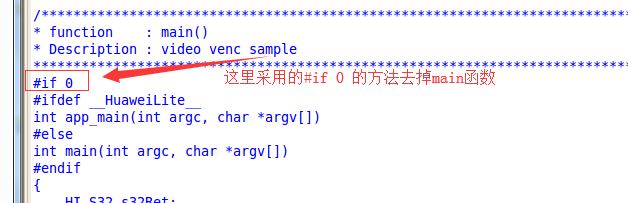 /*****************************************************************************
* function    : main()
* Description : video venc sample
******************************************************************************
#if 0
这里采用的#if 0 的方法去掉main函数
#ifdef __HuaweiLite__
int app_main(int argc, char *argv[])
#else
int main(int argc, char *argv[])
#endif
{
    HI_S32 s32Ret;